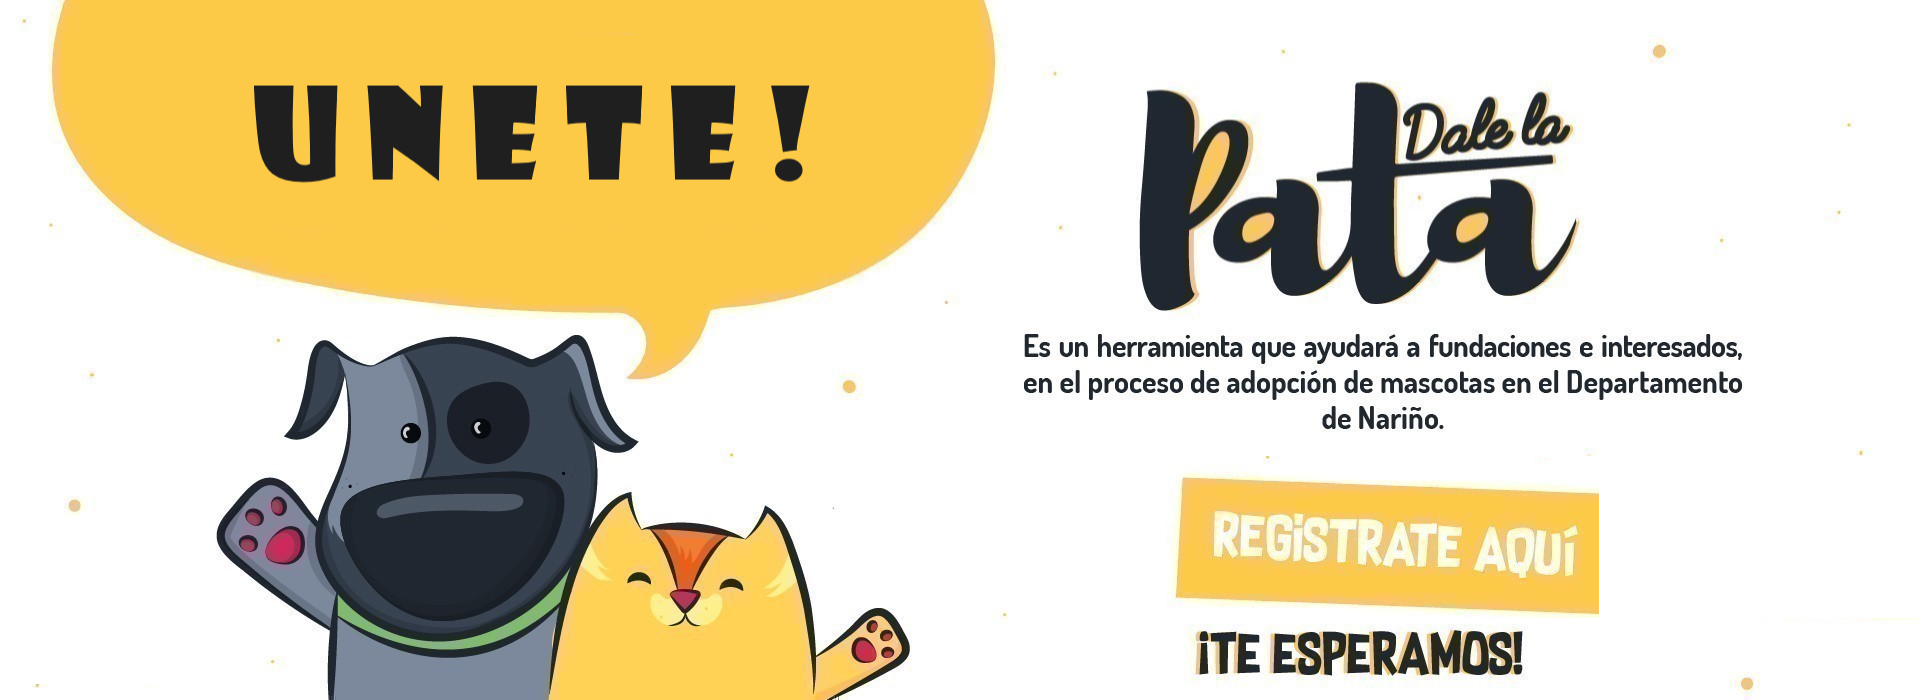 UNETE!
Dale la
Pata
Es un herramienta que ayudará a fundaciones e interesados,
en el proceso de adopción de mascotas en el Departamento
de Nariño.
REGiSTRATE AQUÍ
¡TE ESPERAMOS!